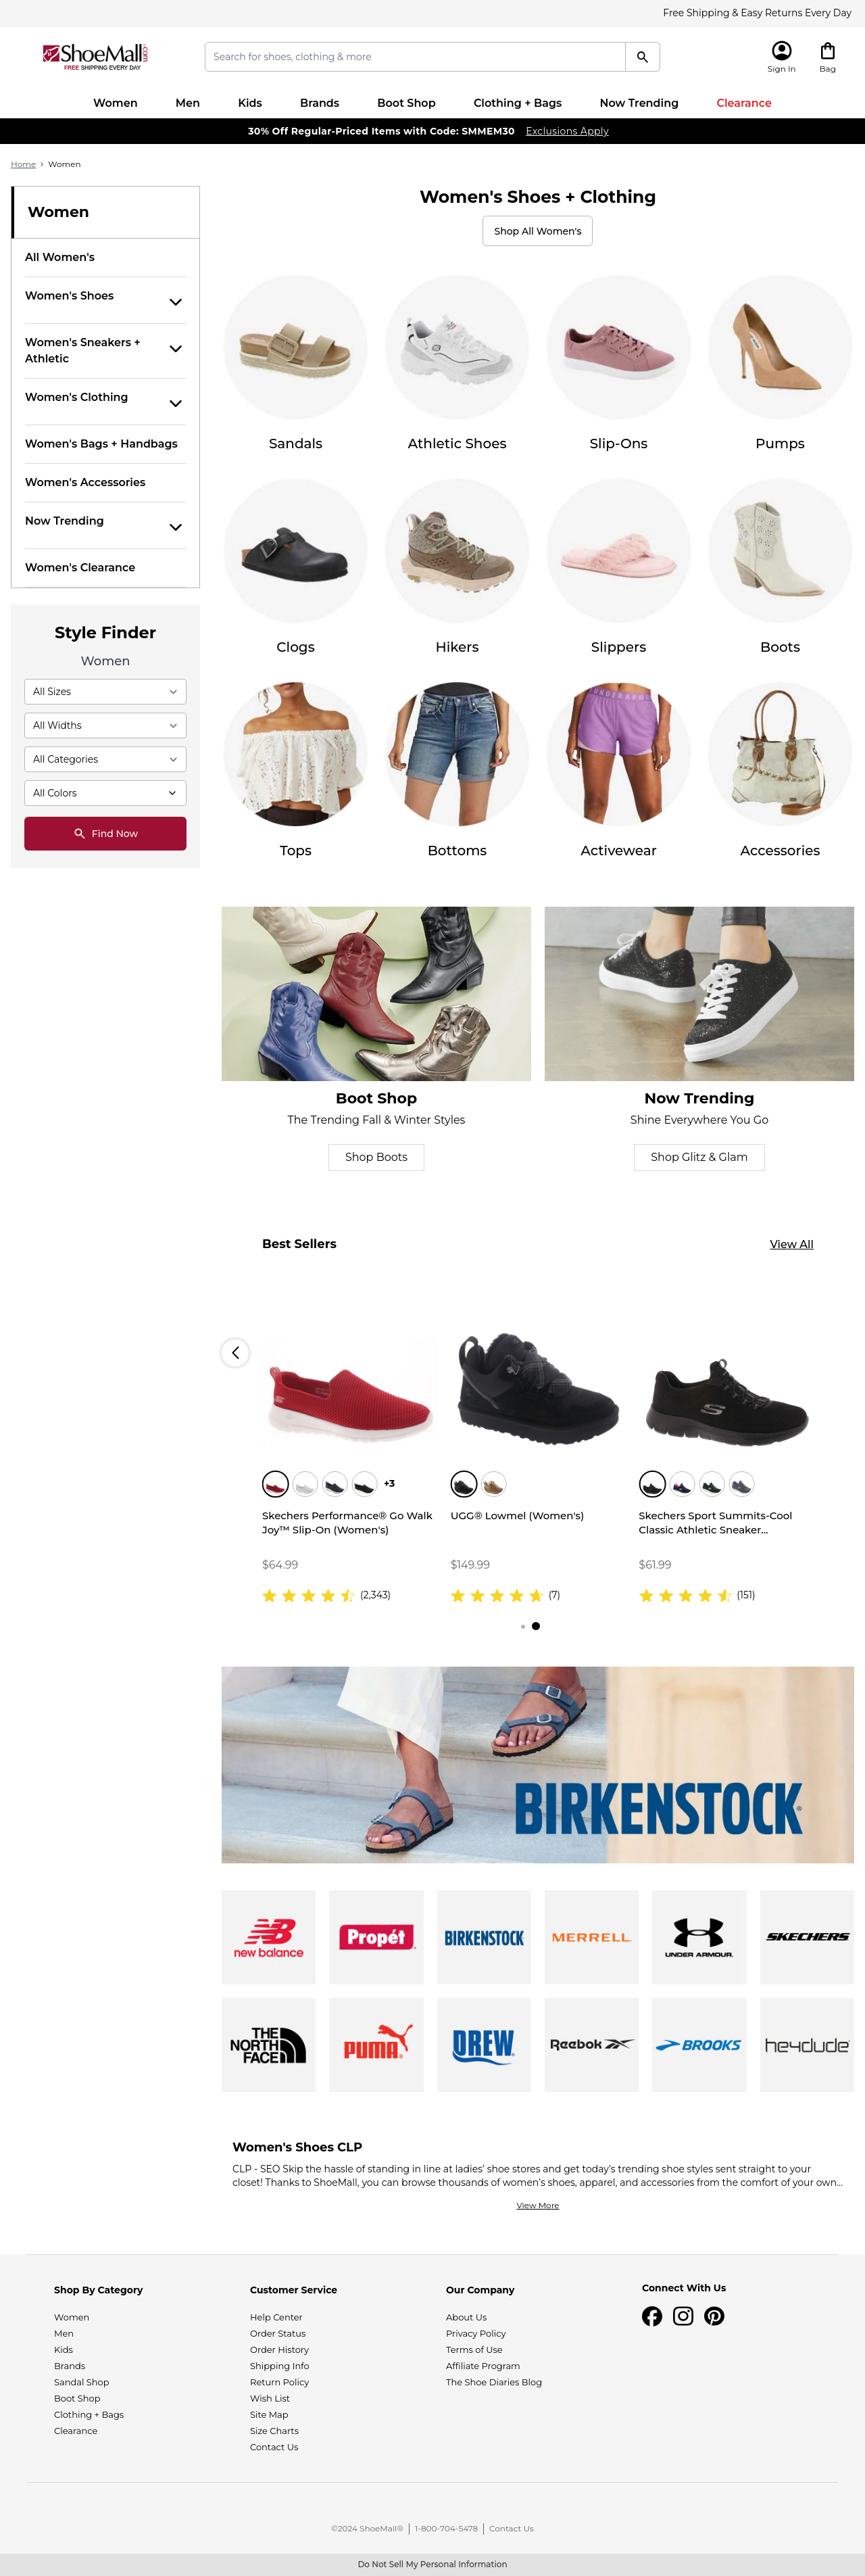 Free Shipping & Easy Returns Every Day
ShoeMall.com
FREE SHIPPING EVERY DAY
Search for shoes, clothing & more
Sign In
Bag
Women Men Kids Brands Boot Shop Clothing + Bags Now Trending Clearance
30% Off Regular-Priced Items with Code: SMMEM30 Exclusions Apply
Home › Women
Women
All Women's
Women's Shoes
Women's Sneakers +
Athletic
Women's Clothing
Women's Bags + Handbags
Women's Accessories
Now Trending
Women's Clearance
Style Finder
Women
All Sizes
All Widths
All Categories
All Colors
Find Now
Women's Shoes + Clothing
Shop All Women's
Sandals
Athletic Shoes
Slip-Ons
Pumps
Clogs
Hikers
Slippers
Boots
UNDER ARMOUR
Tops
Bottoms
Activewear
Accessories
Boot Shop
The Trending Fall & Winter Styles
Shop Boots
Now Trending
Shine Everywhere You Go
Shop Glitz & Glam
Best Sellers
View All
+3
Skechers Performance® Go Walk
Joy™ Slip-On (Women's)
$64.99
(2,343)
UGG® Lowmel (Women's)
$149.99
(7)
Skechers Sport Summits-Cool
Classic Athletic Sneaker...
$61.99
(151)
BIRKENSTOCK®
new balance
Propét
BIRKENSTOCK
MERRELL
UNDER ARMOUR
SKECHERS
THE
NORTH
FACE
PUMA
DREW
Reebok
BROOKS
heydude
Women's Shoes CLP
CLP - SEO Skip the hassle of standing in line at ladies’ shoe stores and get today’s trending shoe styles sent straight to your
closet! Thanks to ShoeMall, you can browse thousands of women’s shoes, apparel, and accessories from the comfort of your own...
View More
Shop By Category
Women
Men
Kids
Brands
Sandal Shop
Boot Shop
Clothing + Bags
Clearance
Customer Service
Help Center
Order Status
Order History
Shipping Info
Return Policy
Wish List
Site Map
Size Charts
Contact Us
Our Company
About Us
Privacy Policy
Terms of Use
Affiliate Program
The Shoe Diaries Blog
Connect With Us
©2024 ShoeMall® | 1-800-704-5478 | Contact Us
Do Not Sell My Personal Information